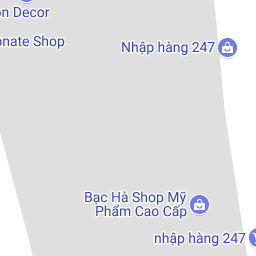 n Decor
onate Shop
Nhập hàng 247
Bạc Hà Shop Mỹ
Phẩm Cao Cấp
nhập hàng 247